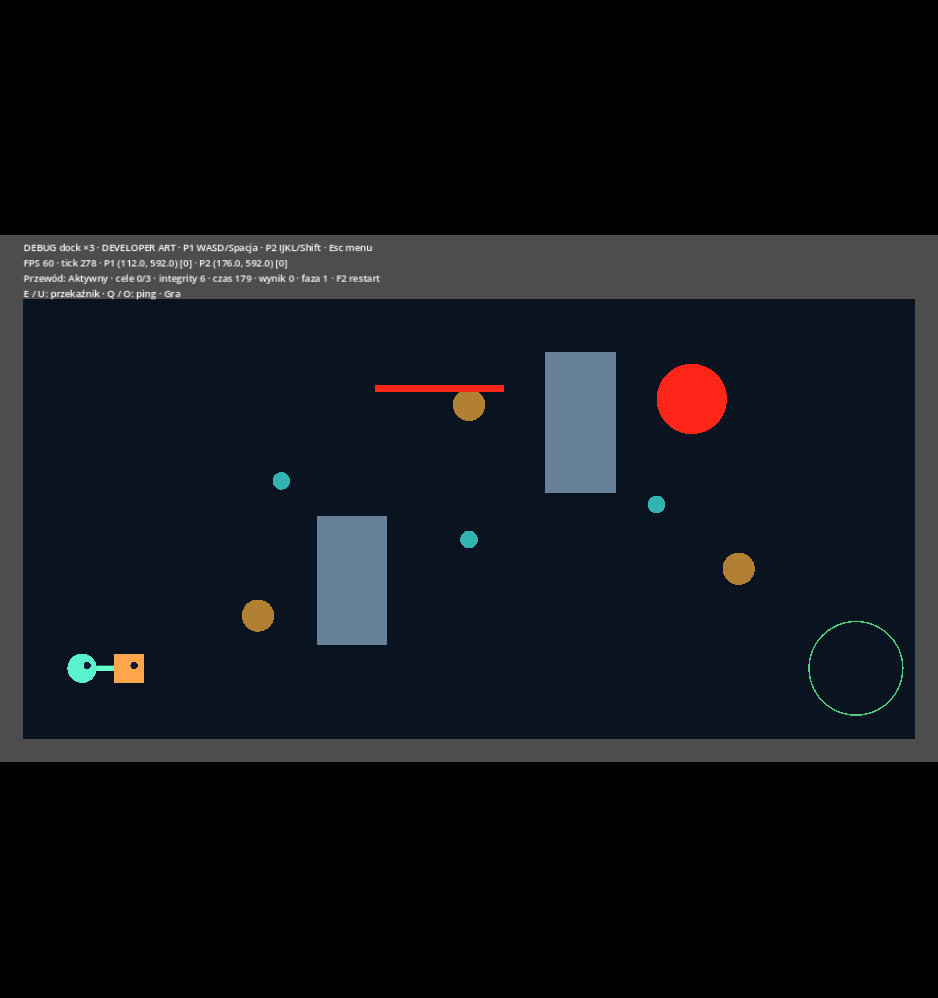 DEBUG dock ×3 · DEVELOPER ART · P1 WASD/Spacja · P2 IJKL/Shift · Esc menu
FPS 60 · tick 278 · P1 (112.0, 592.0) [0] · P2 (176.0, 592.0) [0]
Przewód: Aktywny · cele 0/3 · integrity 6 · czas 179 · wynik 0 · faza 1 · F2 restart
E / U: przekaźnik · Q / O: ping · Gra